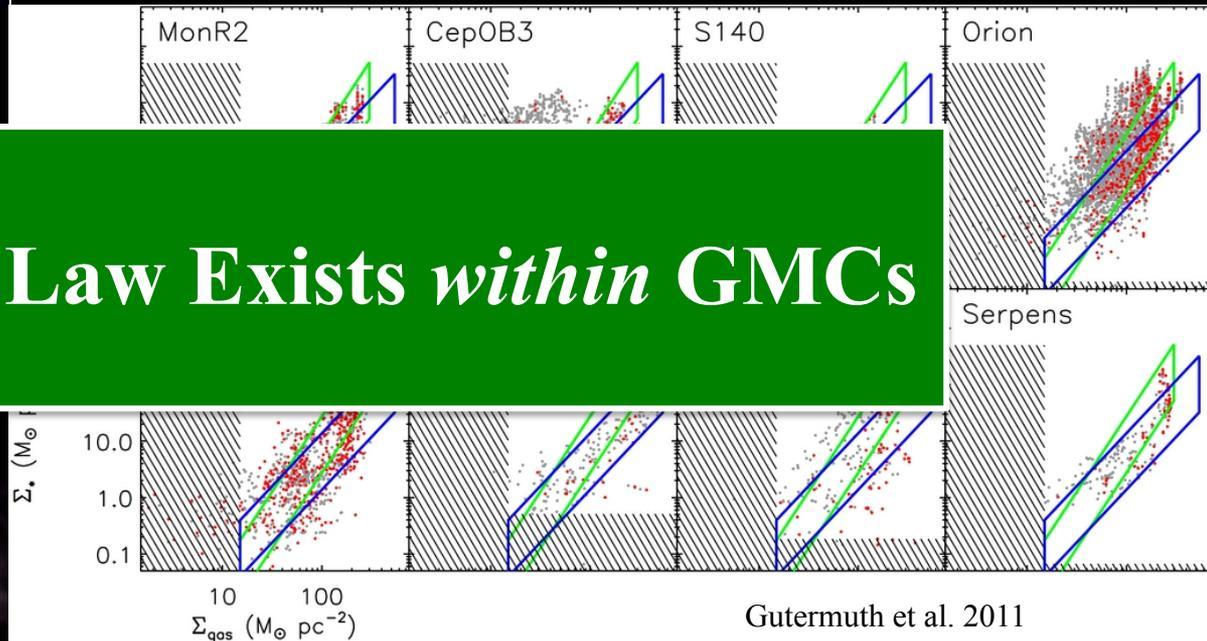 MonR2
CepOB3
S140
Orion
Law Exists within GMCs
Serpens
Σ* (M⊙
10.0
1.0
0.1
10
100
Σgas (M⊙ pc⁻²)
Gutermuth et al. 2011